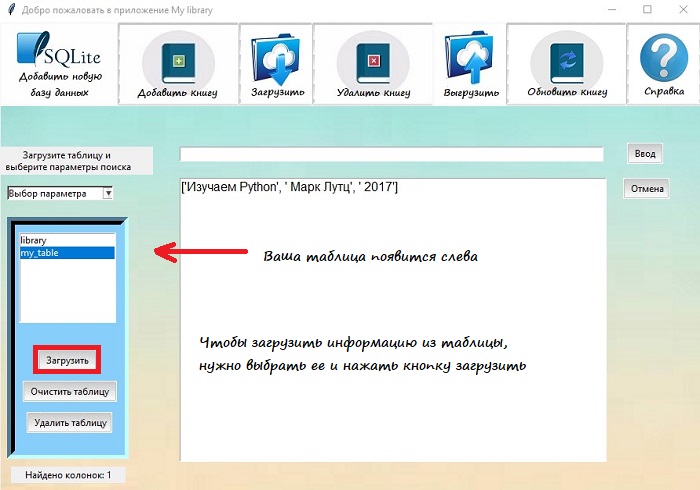 Добро пожаловать в приложение My library
SQLite
Добавить новую
базу данных
Добавить книгу
Загрузить
Удалить книгу
Выгрузить
Обновить книгу
Справка
Загрузите таблицу и
выберите параметры поиска
Ввод
Выбор параметра
['Изучаем Python', ' Марк Лутц', ' 2017']
Отмена
library
my_table
Ваша таблица появится слева
Чтобы загрузить информацию из таблицы,
нужно выбрать ее и нажать кнопку загрузить
Загрузить
Очистить таблицу
Удалить таблицу
Найдено колонок: 1